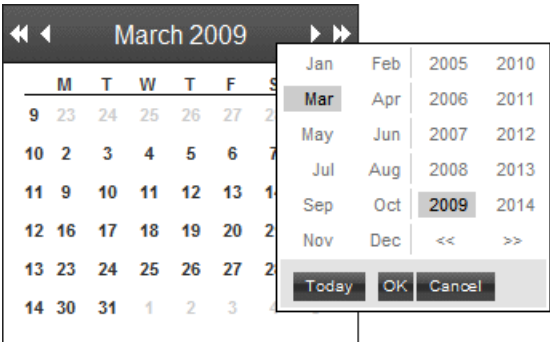 March 2009
M T W T F S
9 23 24 25 26 27
10 2 3 4 5 6 7
11 9 10 11 12 13
12 16 17 18 19 20
13 23 24 25 26 27
14 30 31 1 2 3 4
Jan Feb 2005 2010
Mar Apr 2006 2011
May Jun 2007 2012
Jul Aug 2008 2013
Sep Oct 2009 2014
Nov Dec << >>
Today OK Cancel